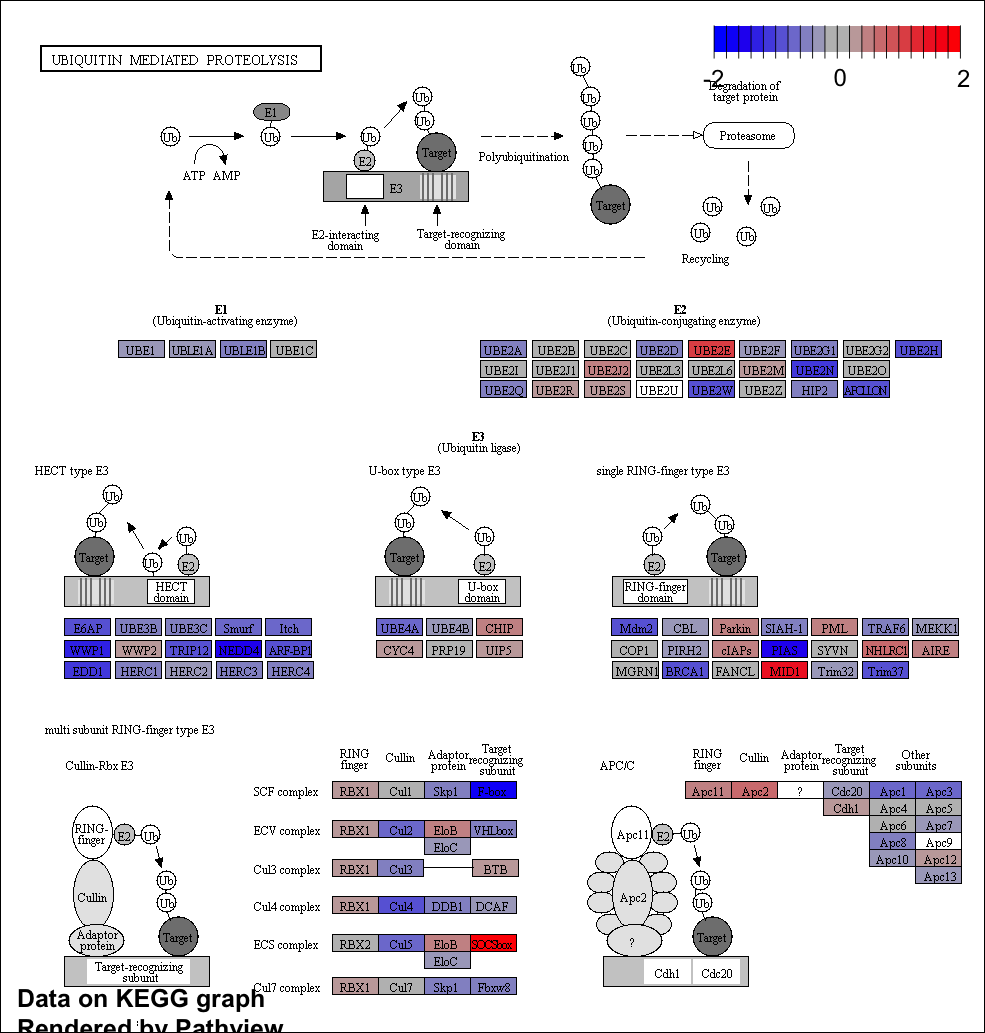 UBIQUITIN MEDIATED PROTEOLYSIS
-2 0 2
Degradation of
target protein
Ub Ub E1 Ub Ub E2 Ub Ub Target E3
ATP AMP
Polyubiquitination
Ub Ub Ub Ub Ub Target
Proteasome
E2-interacting
domain
Target-recognizing
domain
Ub Ub Ub Ub
Recycling
E1
(Ubiquitin-activating enzyme)
UBE1 UBLE1A UBLE1B UBE1C
E2
(Ubiquitin-conjugating enzyme)
UBE2A UBE2B UBE2C UBE2D UBE2E UBE2F UBE2G1 UBE2G2 UBE2H
UBE2I UBE2J1 UBE2J2 UBE2L3 UBE2L6 UBE2M UBE2N UBE2O
UBE2Q UBE2R UBE2S UBE2U UBE2W UBE2Z HIP2 APOLLON
E3
(Ubiquitin ligase)
HECT type E3
Ub Ub Target Ub Ub E2
HECT
domain
E6AP UBE3B UBE3C Smurf Itch
WWP1 WWP2 TRIP12 NEDD4 ARF-BP1
EDD1 HERC1 HERC2 HERC3 HERC4
U-box type E3
Ub Ub Target Ub E2
U-box
domain
UBE4A UBE4B CHIP
CYC4 PRP19 UIP5
single RING-finger type E3
Ub Ub Ub E2 Target
RING-finger
domain
Mdm2 CBL Parkin SIAH-1 PML TRAF6 MEKK1
COP1 PIRH2 cIAPs PIAS SYVN NHLRC1 AIRE
MGRN1 BRCA1 FANCL MID1 Trim32 Trim37
multi subunit RING-finger type E3
Cullin-Rbx E3
RING-
finger
E2 Ub Ub Ub
Cullin
Adaptor
protein
Target
Target-recognizing
subunit
RING
finger
Cullin
Adaptor
protein
Target
recognizing
subunit
SCF complex RBX1 Cul1 Skp1 F-box
ECV complex RBX1 Cul2 EloB VHLbox
EloC
Cul3 complex RBX1 Cul3 BTB
Cul4 complex RBX1 Cul4 DDB1 DCAF
ECS complex RBX2 Cul5 EloB SOCSbox
EloC
Cul7 complex RBX1 Cul7 Skp1 Fbxw8
APC/C
RING
finger
Cullin
Adaptor
protein
Target
recognizing
subunit
Other
subunits
Apc11 Apc2 ? Cdc20 Apc1 Apc3
Cdh1 Apc4 Apc5
Apc6 Apc7
Apc8 Apc9
Apc10 Apc12
Apc13
Apc11 E2 Ub Ub Ub
Apc2
? Target
Cdh1 Cdc20
Data on KEGG graph
Rendered by Pathview